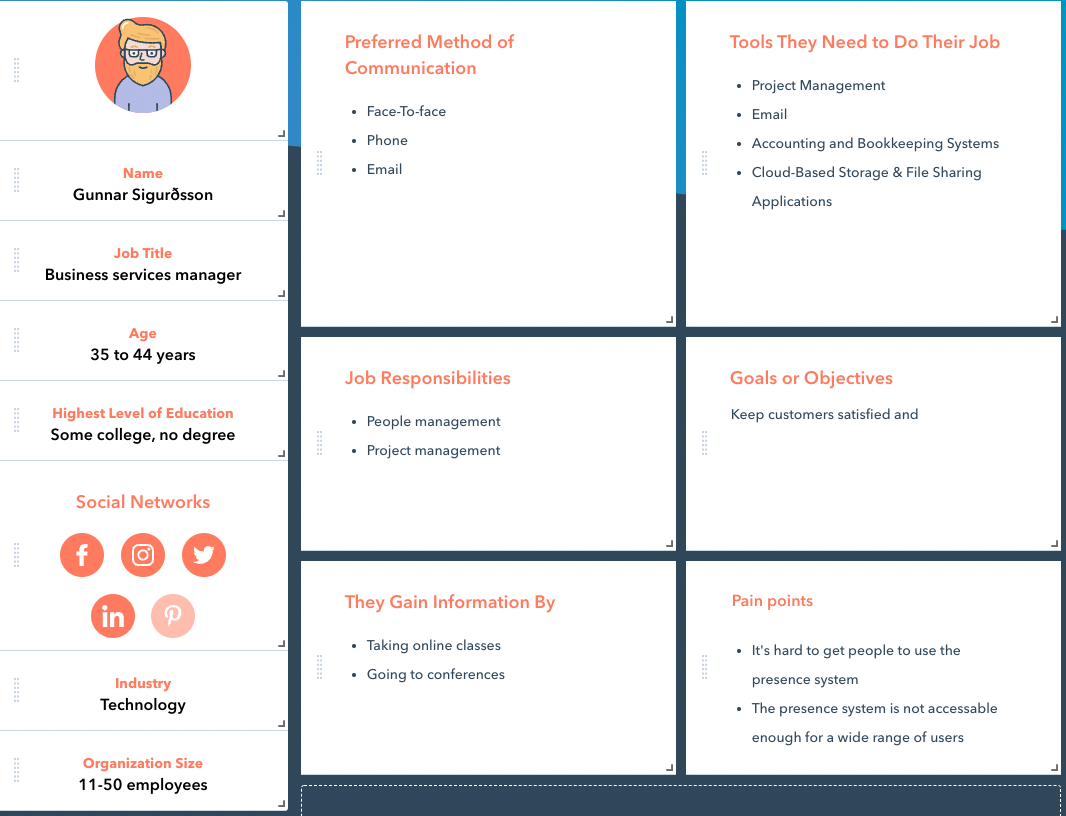 Name
Gunnar Sigurðsson
Job Title
Business services manager
Age
35 to 44 years
Highest Level of Education
Some college, no degree
Social Networks
Industry
Technology
Organization Size
11-50 employees
Preferred Method of
Communication
Face-To-face
Phone
Email
Tools They Need to Do Their Job
Project Management
Email
Accounting and Bookkeeping Systems
Cloud-Based Storage & File Sharing
Applications
Job Responsibilities
People management
Project management
Goals or Objectives
Keep customers satisfied and
They Gain Information By
Taking online classes
Going to conferences
Pain points
It's hard to get people to use the
presence system
The presence system is not accessable
enough for a wide range of users